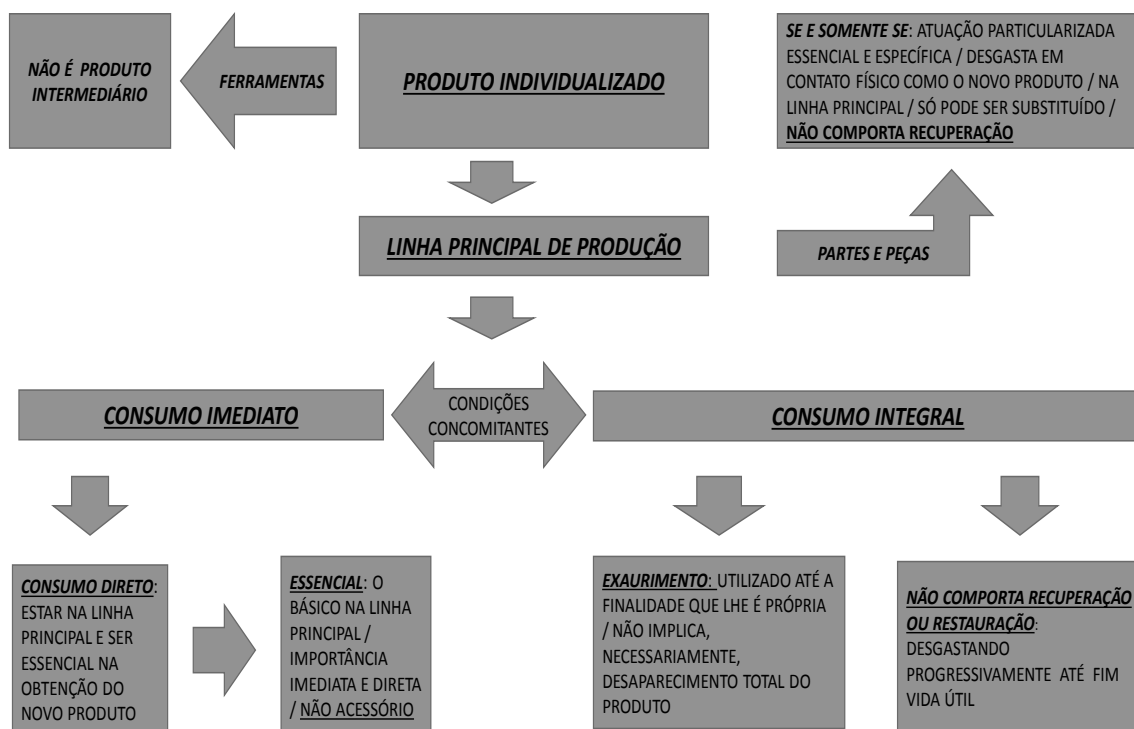 NÃO É PRODUTO
INTERMEDIÁRIO
FERRAMENTAS
PRODUTO INDIVIDUALIZADO
SE E SOMENTE SE: ATUAÇÃO PARTICULARIZADA
ESSENCIAL E ESPECÍFICA / DESGASTA EM
CONTATO FÍSICO COMO O NOVO PRODUTO / NA
LINHA PRINCIPAL / SÓ PODE SER SUBSTITUÍDO /
NÃO COMPORTA RECUPERAÇÃO
LINHA PRINCIPAL DE PRODUÇÃO
PARTES E PEÇAS
CONSUMO IMEDIATO
CONDIÇÕES
CONCOMITANTES
CONSUMO INTEGRAL
CONSUMO DIRETO:
ESTAR NA LINHA
PRINCIPAL E SER
ESSENCIAL NA
OBTENÇÃO DO
NOVO PRODUTO
ESSENCIAL: O
BÁSICO NA LINHA
PRINCIPAL /
IMPORTÂNCIA
IMEDIATA E DIRETA
/ NÃO ACESSÓRIO
EXAURIMENTO: UTILIZADO ATÉ A
FINALIDADE QUE LHE É PRÓPRIA
/ NÃO IMPLICA,
NECESSARIAMENTE,
DESAPARECIMENTO TOTAL DO
PRODUTO
NÃO COMPORTA RECUPERAÇÃO
OU RESTAURAÇÃO:
DESGASTANDO
PROGRESSIVAMENTE ATÉ FIM
VIDA ÚTIL